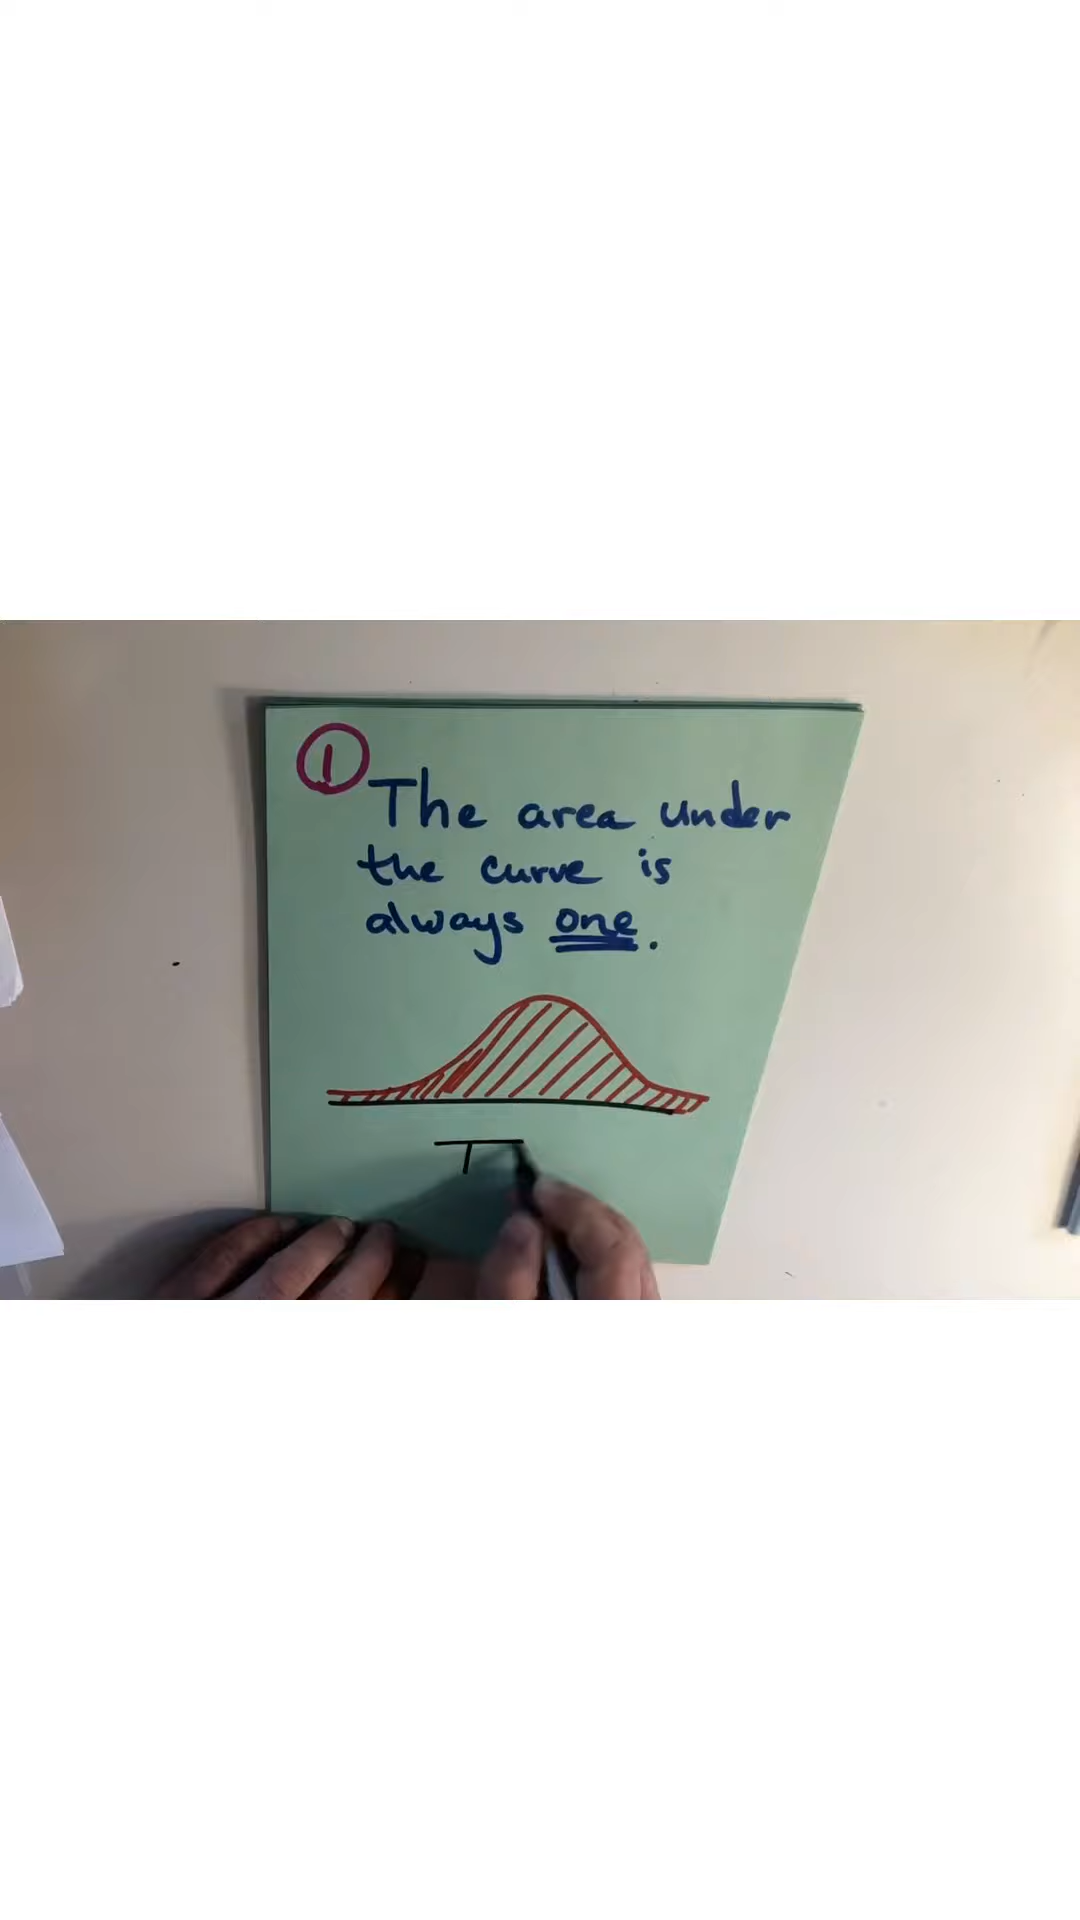 1
The area under
the curve is
always one.